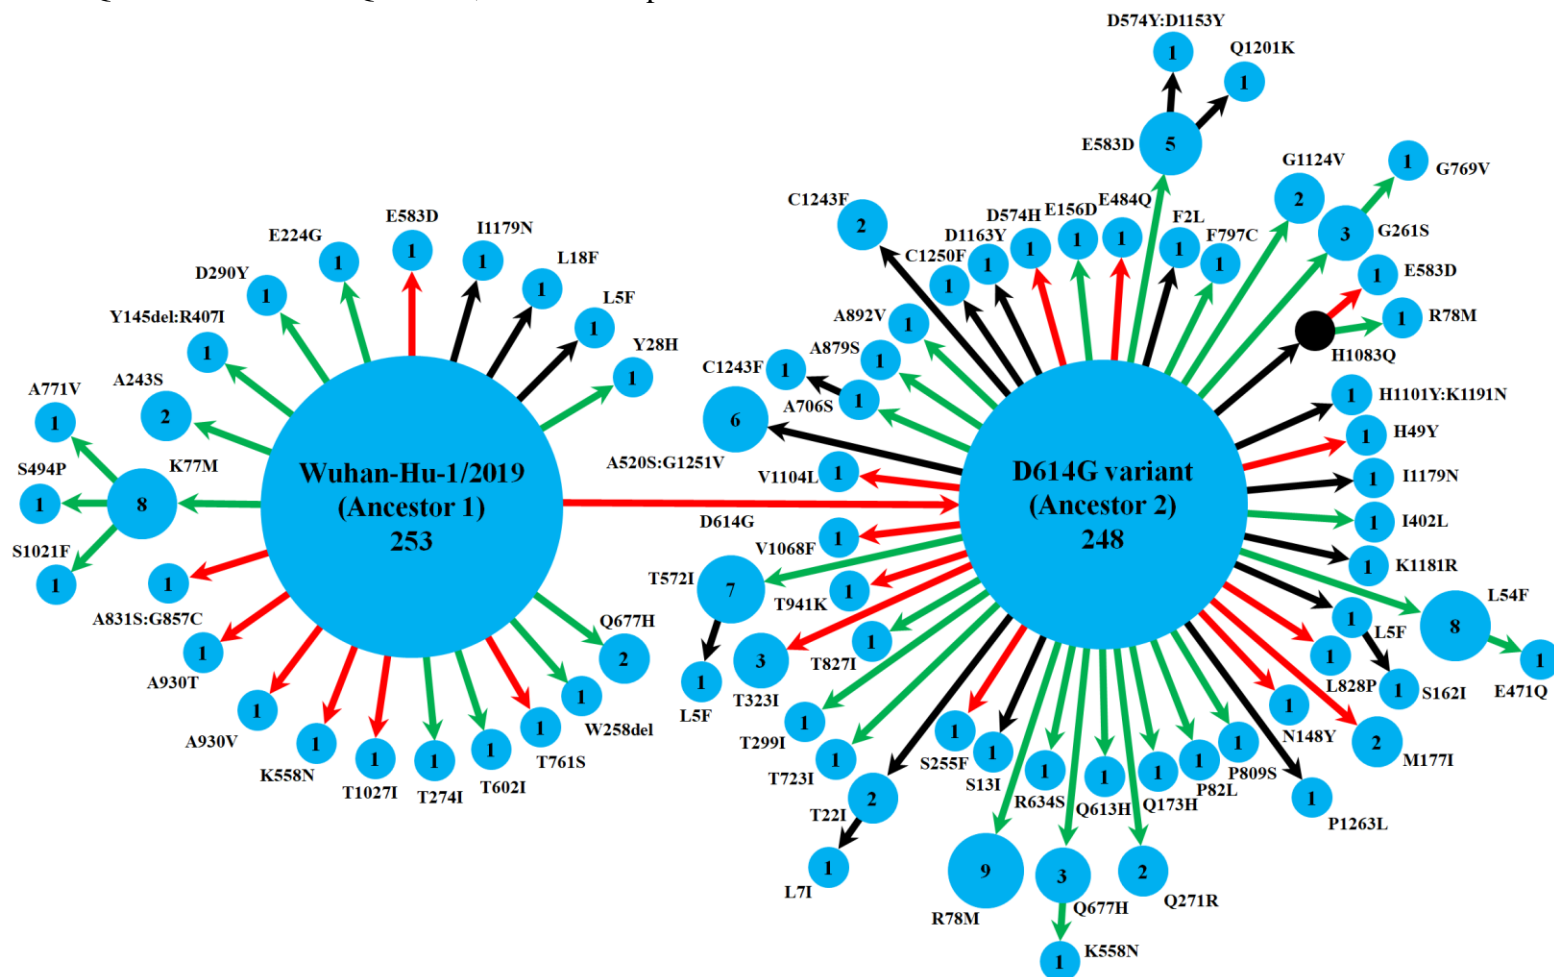 D574Y:D1153Y
1
Q1201K
1
E583D
5
G1124V
2
1
G769V
3
G261S
C1243F
2
D574H
E156D
E484Q
D1163Y
C1250F
1
1
1
1
1
F2L
1
F797C
1
1
E583D
1
R78M
H1083Q
E583D
1
I1179N
1
L18F
1
L5F
1
Y28H
1
E224G
1
D290Y
1
Y145del:R407I
1
A243S
2
A771V
1
S494P
1
K77M
8
S1021F
1
1
A831S:G857C
1
A930T
1
A930V
1
K558N
1
T1027I
1
T274I
1
T602I
1
T761S
1
W258del
Q677H
2
Wuhan-Hu-1/2019
(Ancestor 1)
253
D614G
D614G variant
(Ancestor 2)
248
A892V
1
A879S
1
C1243F
1
A706S
1
6
A520S:G1251V
V1104L
1
V1068F
1
T572I
7
L5F
1
T941K
1
T323I
3
T827I
1
T299I
1
T723I
1
T22I
2
L7I
1
S255F
1
S13I
1
R634S
1
R78M
9
Q613H
1
Q677H
3
K558N
1
Q173H
1
Q271R
2
P82L
1
P809S
1
P1263L
1
N148Y
1
M177I
2
L828P
1
L5F
1
S162I
1
L54F
8
E471Q
1
K1181R
1
I402L
1
I1179N
1
H49Y
1
H1101Y:K1191N
1